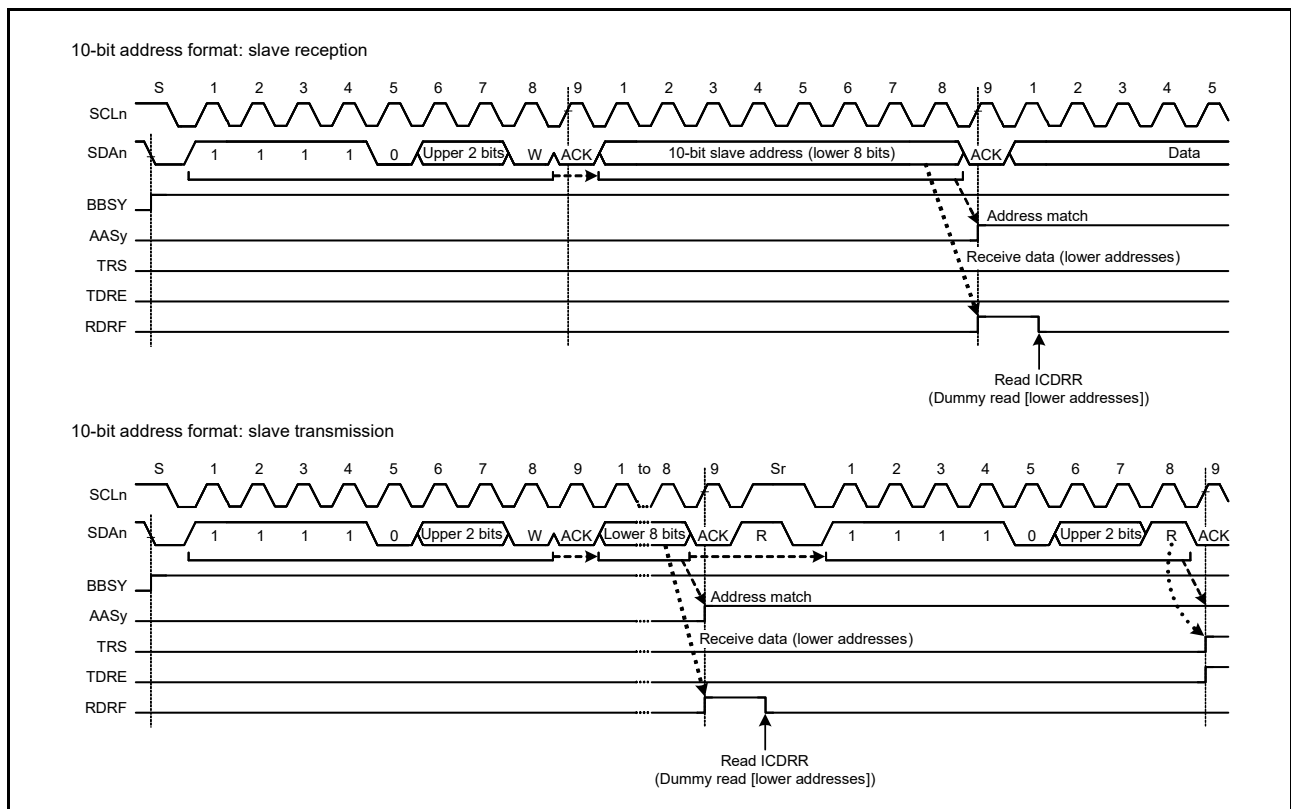 10-bit address format: slave reception
S 1 2 3 4 5 6 7 8 9 1 2 3 4 5 6 7 8 9 1 2 3 4 5
SCLn
SDAn 1 1 1 1 0 Upper 2 bits W ACK 10-bit slave address (lower 8 bits) ACK Data
BBSY
Address match
AASy
Receive data (lower addresses)
TRS
TDRE
RDRF
Read ICDRR
(Dummy read [lower addresses])
10-bit address format: slave transmission
S 1 2 3 4 5 6 7 8 9 1 to 8 9 Sr 1 2 3 4 5 6 7 8 9
SCLn
SDAn 1 1 1 1 0 Upper 2 bits W ACK Lower 8 bits ACK R 1 1 1 1 0 Upper 2 bits R ACK
BBSY
Address match
AASy
Receive data (lower addresses)
TRS
TDRE
RDRF
Read ICDRR
(Dummy read [lower addresses])